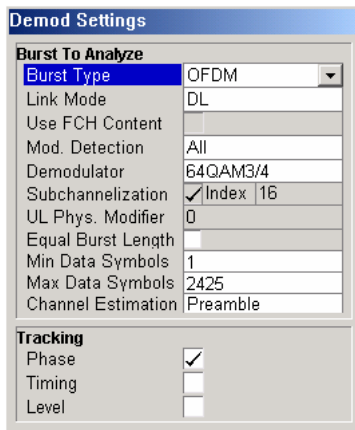 Demod Settings
Burst To Analyze
Burst Type OFDM
Link Mode DL
Use FCH Content
Mod. Detection All
Demodulator 64QAM3/4
Subchannelization Index 16
UL Phys. Modifier 0
Equal Burst Length
Min Data Symbols 1
Max Data Symbols 2425
Channel Estimation Preamble
Tracking
Phase
Timing
Level